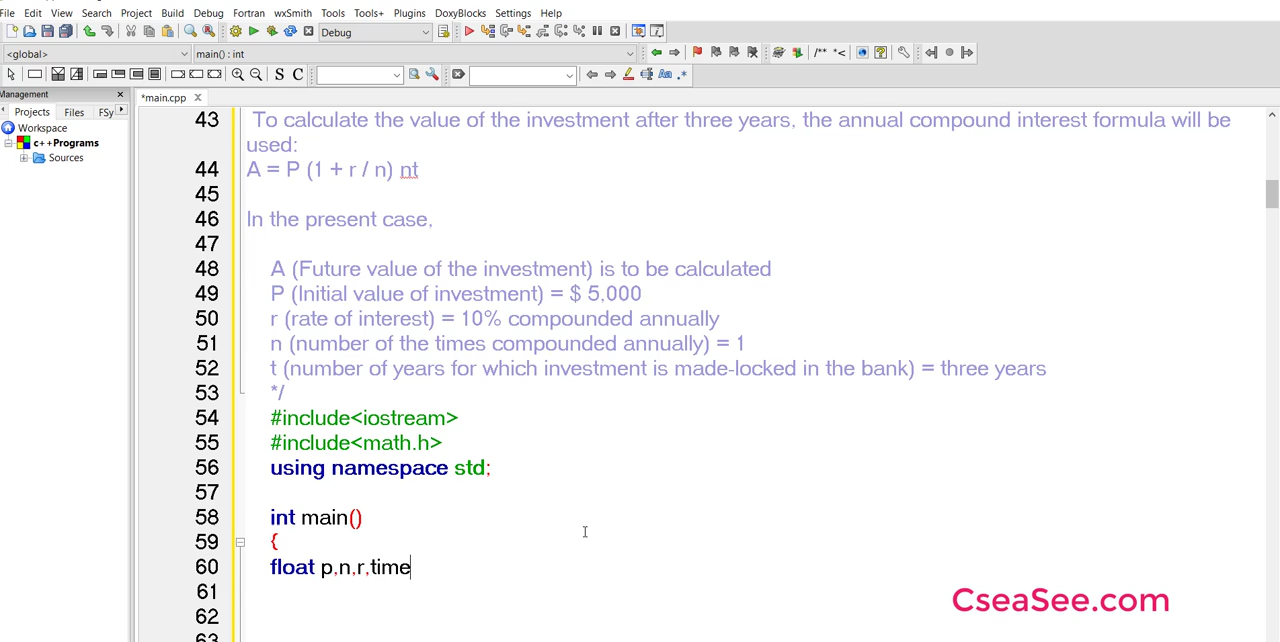 File Edit View Search Project Build Debug Fortran wxSmith Tools Tools+ Plugins DoxyBlocks Settings Help
Debug
<global> main() : int
S C
Management
*main.cpp
Projects Files FSy
Workspace
c++Programs
Sources
43 To calculate the value of the investment after three years, the annual compound interest formula will be
used:
44 A = P (1 + r / n) nt
45
46 In the present case,
47
48 A (Future value of the investment) is to be calculated
49 P (Initial value of investment) = $ 5,000
50 r (rate of interest) = 10% compounded annually
51 n (number of the times compounded annually) = 1
52 t (number of years for which investment is made-locked in the bank) = three years
53 */
54 #include<iostream>
55 #include<math.h>
56 using namespace std;
57
58 int main()
59 {
60 float p,n,r,time
61
62
63
CseaSee.com